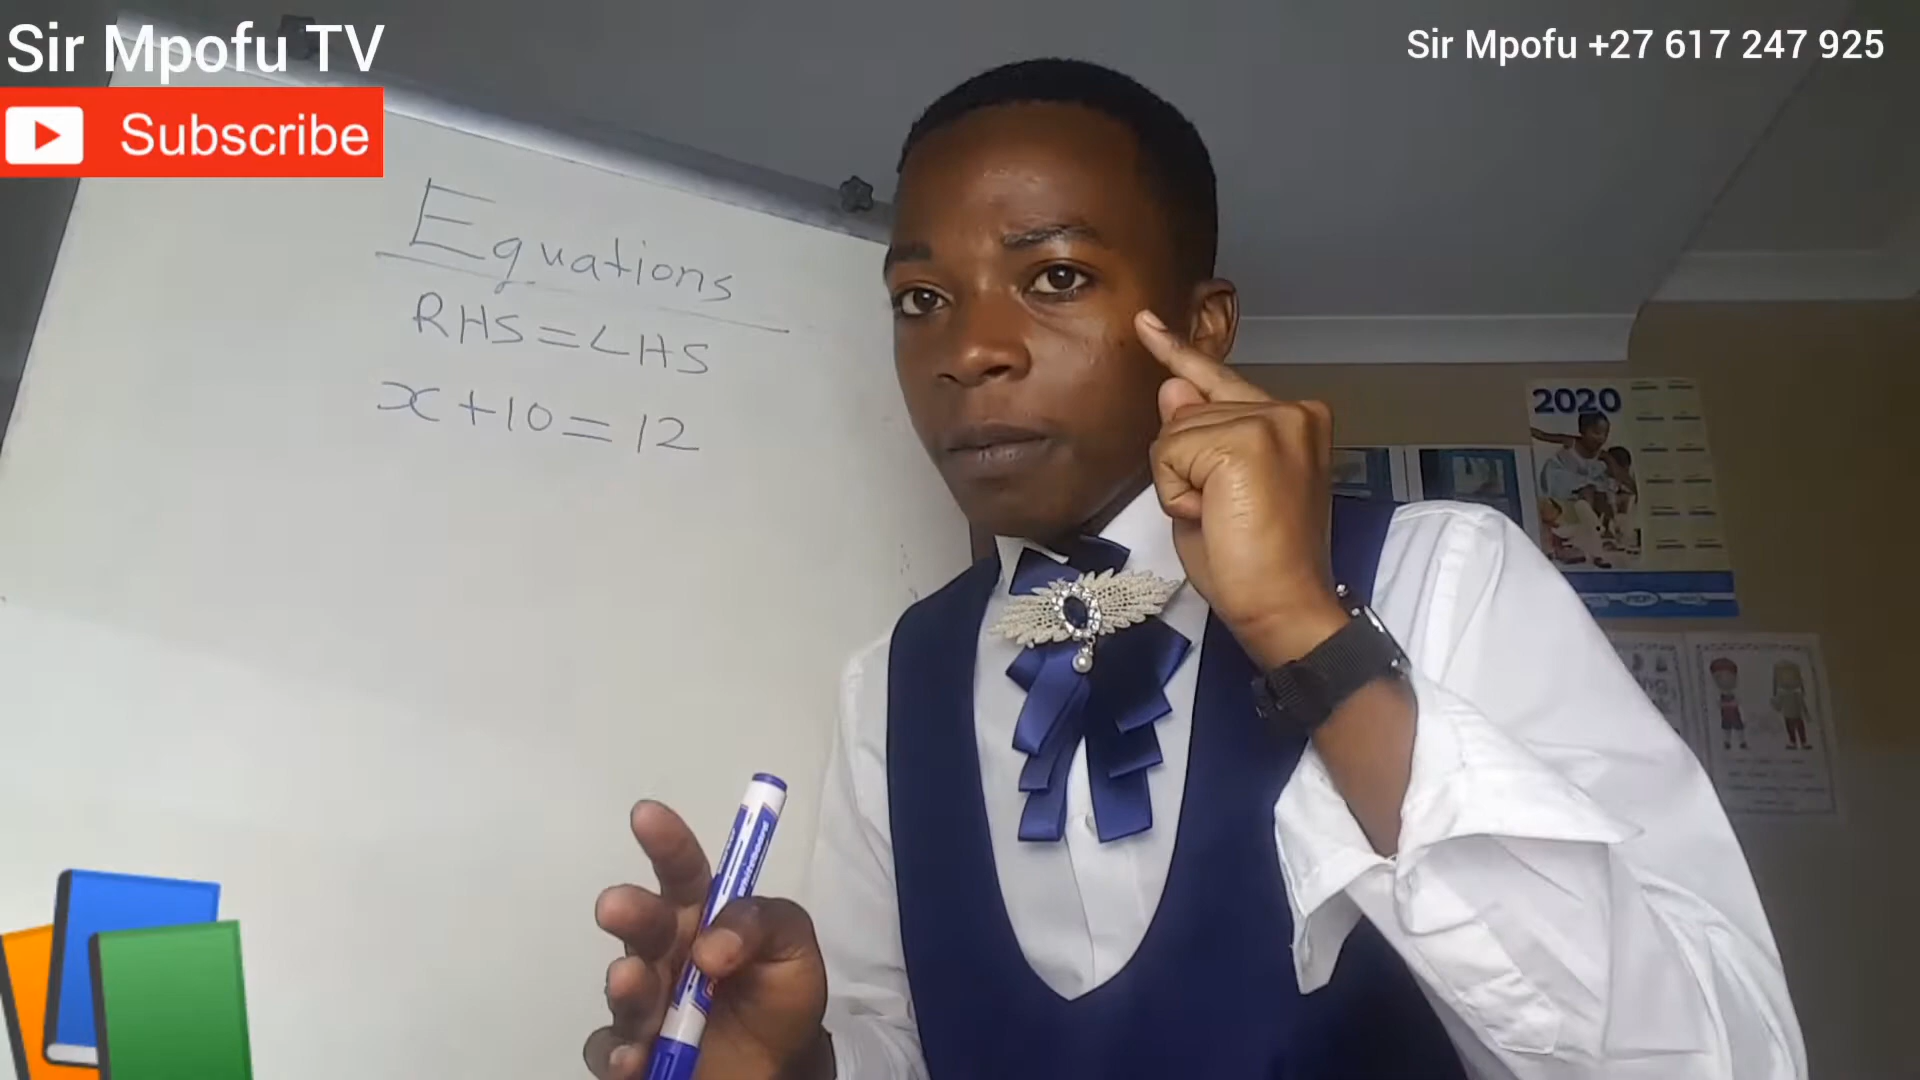 Sir Mpofu TV
Sir Mpofu +27 617 247 925
Subscribe
Equations
RHS=LHS
x+10=12
2020